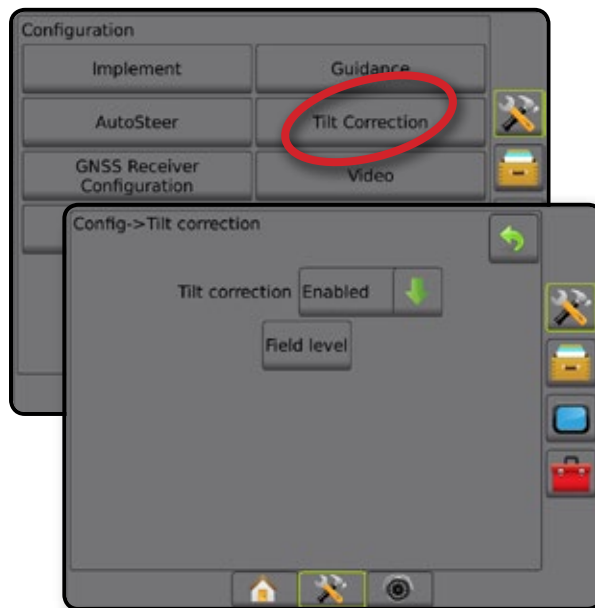 Configuration
Implement
Guidance
AutoSteer
Tilt Correction
GNSS Receiver
Configuration
Video
Config->Tilt correction
Tilt correction
Enabled
Field level